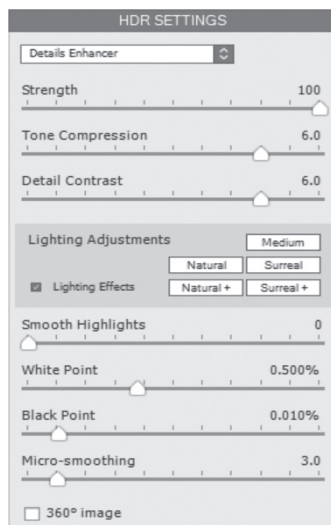 HDR SETTINGS
Details Enhancer
Strength 100
Tone Compression 6.0
Detail Contrast 6.0
Lighting Adjustments Medium
Natural Surreal
Lighting Effects Natural + Surreal +
Smooth Highlights 0
White Point 0.500%
Black Point 0.010%
Micro-smoothing 3.0
360° image